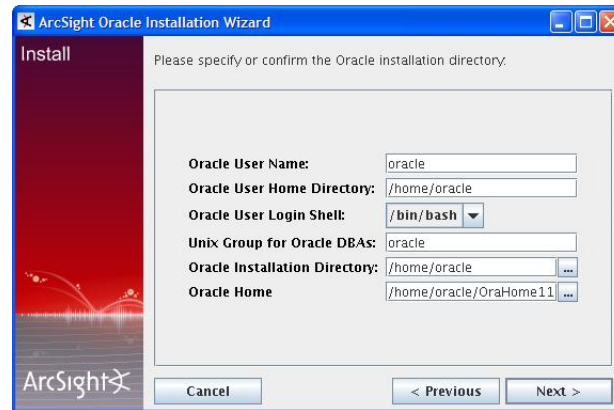 ArcSight Oracle Installation Wizard
Install
Please specify or confirm the Oracle installation directory:
Oracle User Name: oracle
Oracle User Home Directory: /home/oracle
Oracle User Login Shell: /bin/bash
Unix Group for Oracle DBAs: oracle
Oracle Installation Directory: /home/oracle ...
Oracle Home /home/oracle/OraHome11 ...
ArcSight
Cancel < Previous Next >